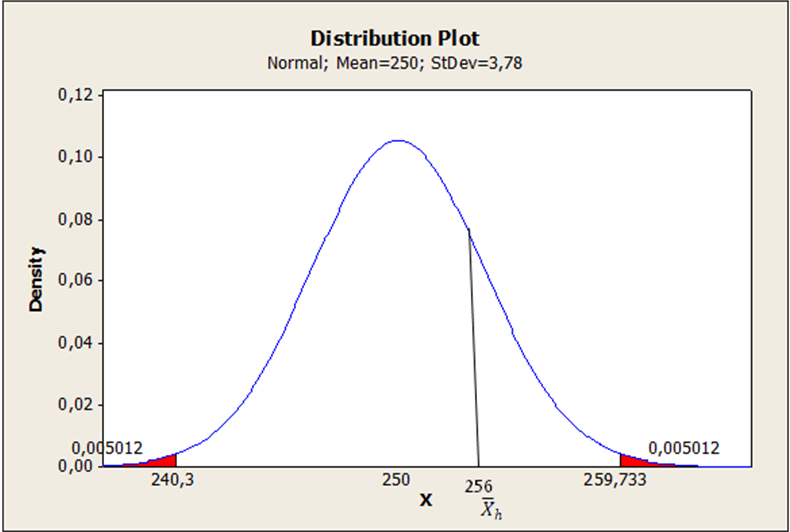 Distribution Plot
Normal; Mean=250; StDev=3,78
0,12
0,10
0,08
0,06
0,04
0,02
0,00
Density
0,005012
0,005012
240,3
250
256
259,733
X
X̅h